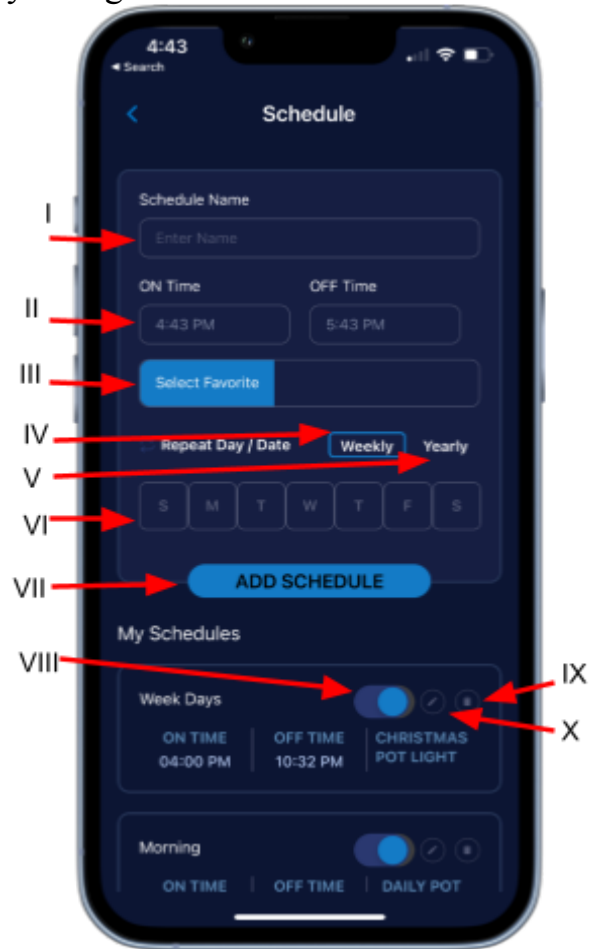 4:43
Search
Schedule
I
Schedule Name
Enter Name
II
ON Time OFF Time
4:43 PM 5:43 PM
III
Select Favorite
IV
Repeat Day / Date Weekly Yearly
V
VI
S M T W T F S
VII
ADD SCHEDULE
My Schedules
VIII
IX
Week Days
X
ON TIME OFF TIME CHRISTMAS
04:00 PM 10:32 PM POT LIGHT
Morning
ON TIME OFF TIME DAILY POT